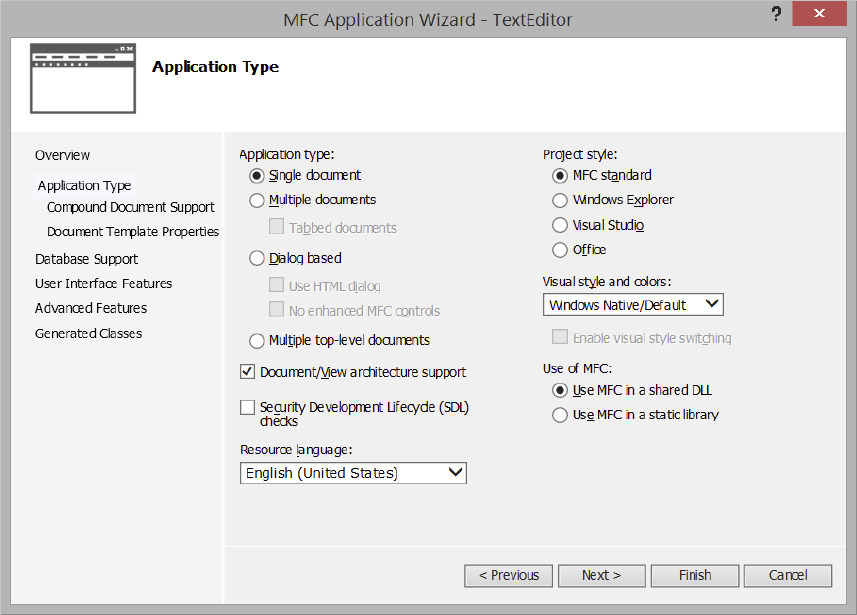 MFC Application Wizard - TextEditor
?
Application Type
Overview
Application Type
Compound Document Support
Document Template Properties
Database Support
User Interface Features
Advanced Features
Generated Classes
Application type:
Single document
Multiple documents
Tabbed documents
Dialog based
Use HTML dialog
No enhanced MFC controls
Multiple top-level documents
Document/View architecture support
Security Development Lifecycle (SDL)
checks
Resource language:
English (United States)
Project style:
MFC standard
Windows Explorer
Visual Studio
Office
Visual style and colors:
Windows Native/Default
Enable visual style switching
Use of MFC:
Use MFC in a shared DLL
Use MFC in a static library
< Previous
Next >
Finish
Cancel